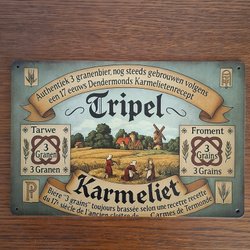 Authentiek 3 granenbier, nog steeds gebrouwen volgens
één 17 eeuws Dendermonds Karmelietenrecept
Tripel
Tarwe
3
Granen
3 Granen
Froment
3
Grains
3 Grains
Karmeliet
Bière "3 grains" toujours brassée selon une recette
du 17e siècle de l'ancien cloître des Carmes de Termonde